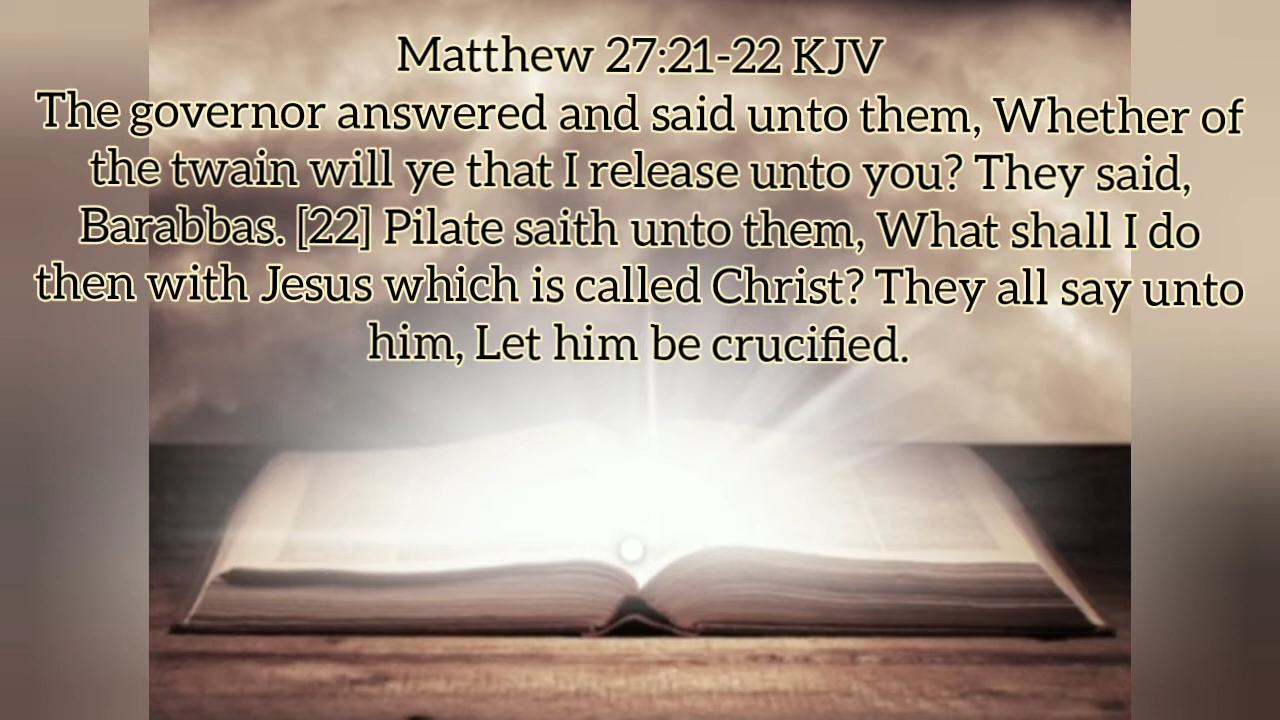 Matthew 27:21-22 KJV
The governor answered and said unto them, Whether of
the twain will ye that I release unto you? They said,
Barabbas. [22] Pilate saith unto them, What shall I do
then with Jesus which is called Christ? They all say unto
him, Let him be crucified.